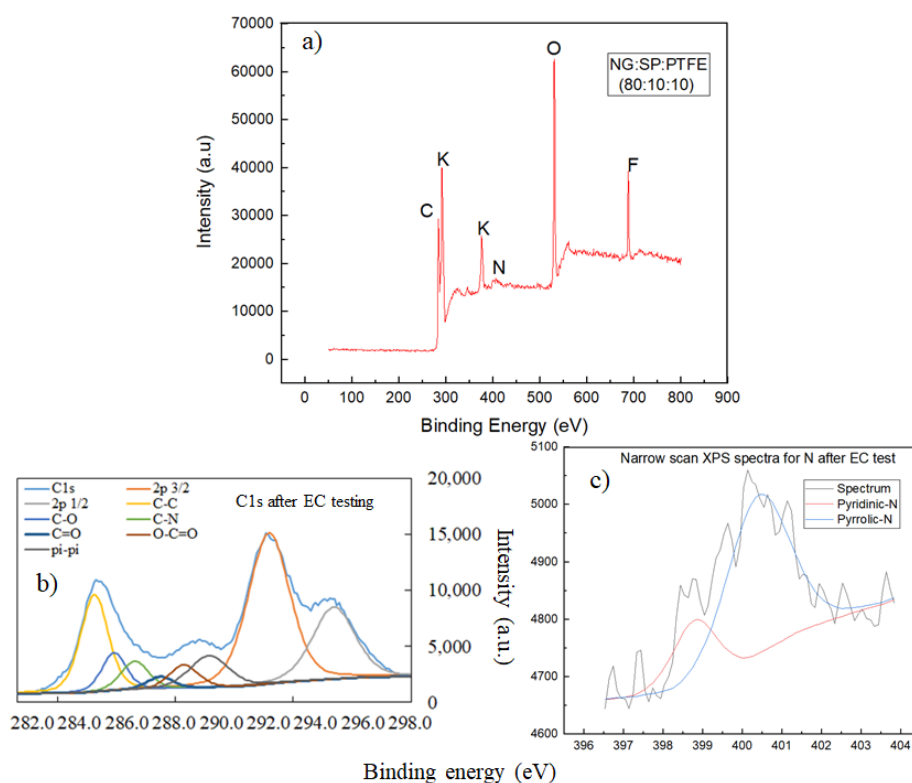 a)
NG:SP:PTFE
(80:10:10)
O
K
F
C
K
N
70000
60000
50000
40000
30000
20000
10000
0
Intensity (a.u)
0 100 200 300 400 500 600 700 800 900
Binding Energy (eV)
C1s 2p 3/2
2p 1/2 C-C
C-O C-N
C=O O-C=O
pi-pi
C1s after EC testing
b)
20,000
15,000
10,000
5,000
0
Intensity (a.u.)
282.0 284.0 286.0 288.0 290.0 292.0 294.0 296.0 298.0
Narrow scan XPS spectra for N after EC test
c)
Spectrum
Pyridinic-N
Pyrrolic-N
5100
5000
4900
4800
4700
4600
396 397 398 399 400 401 402 403 404
Binding energy (eV)